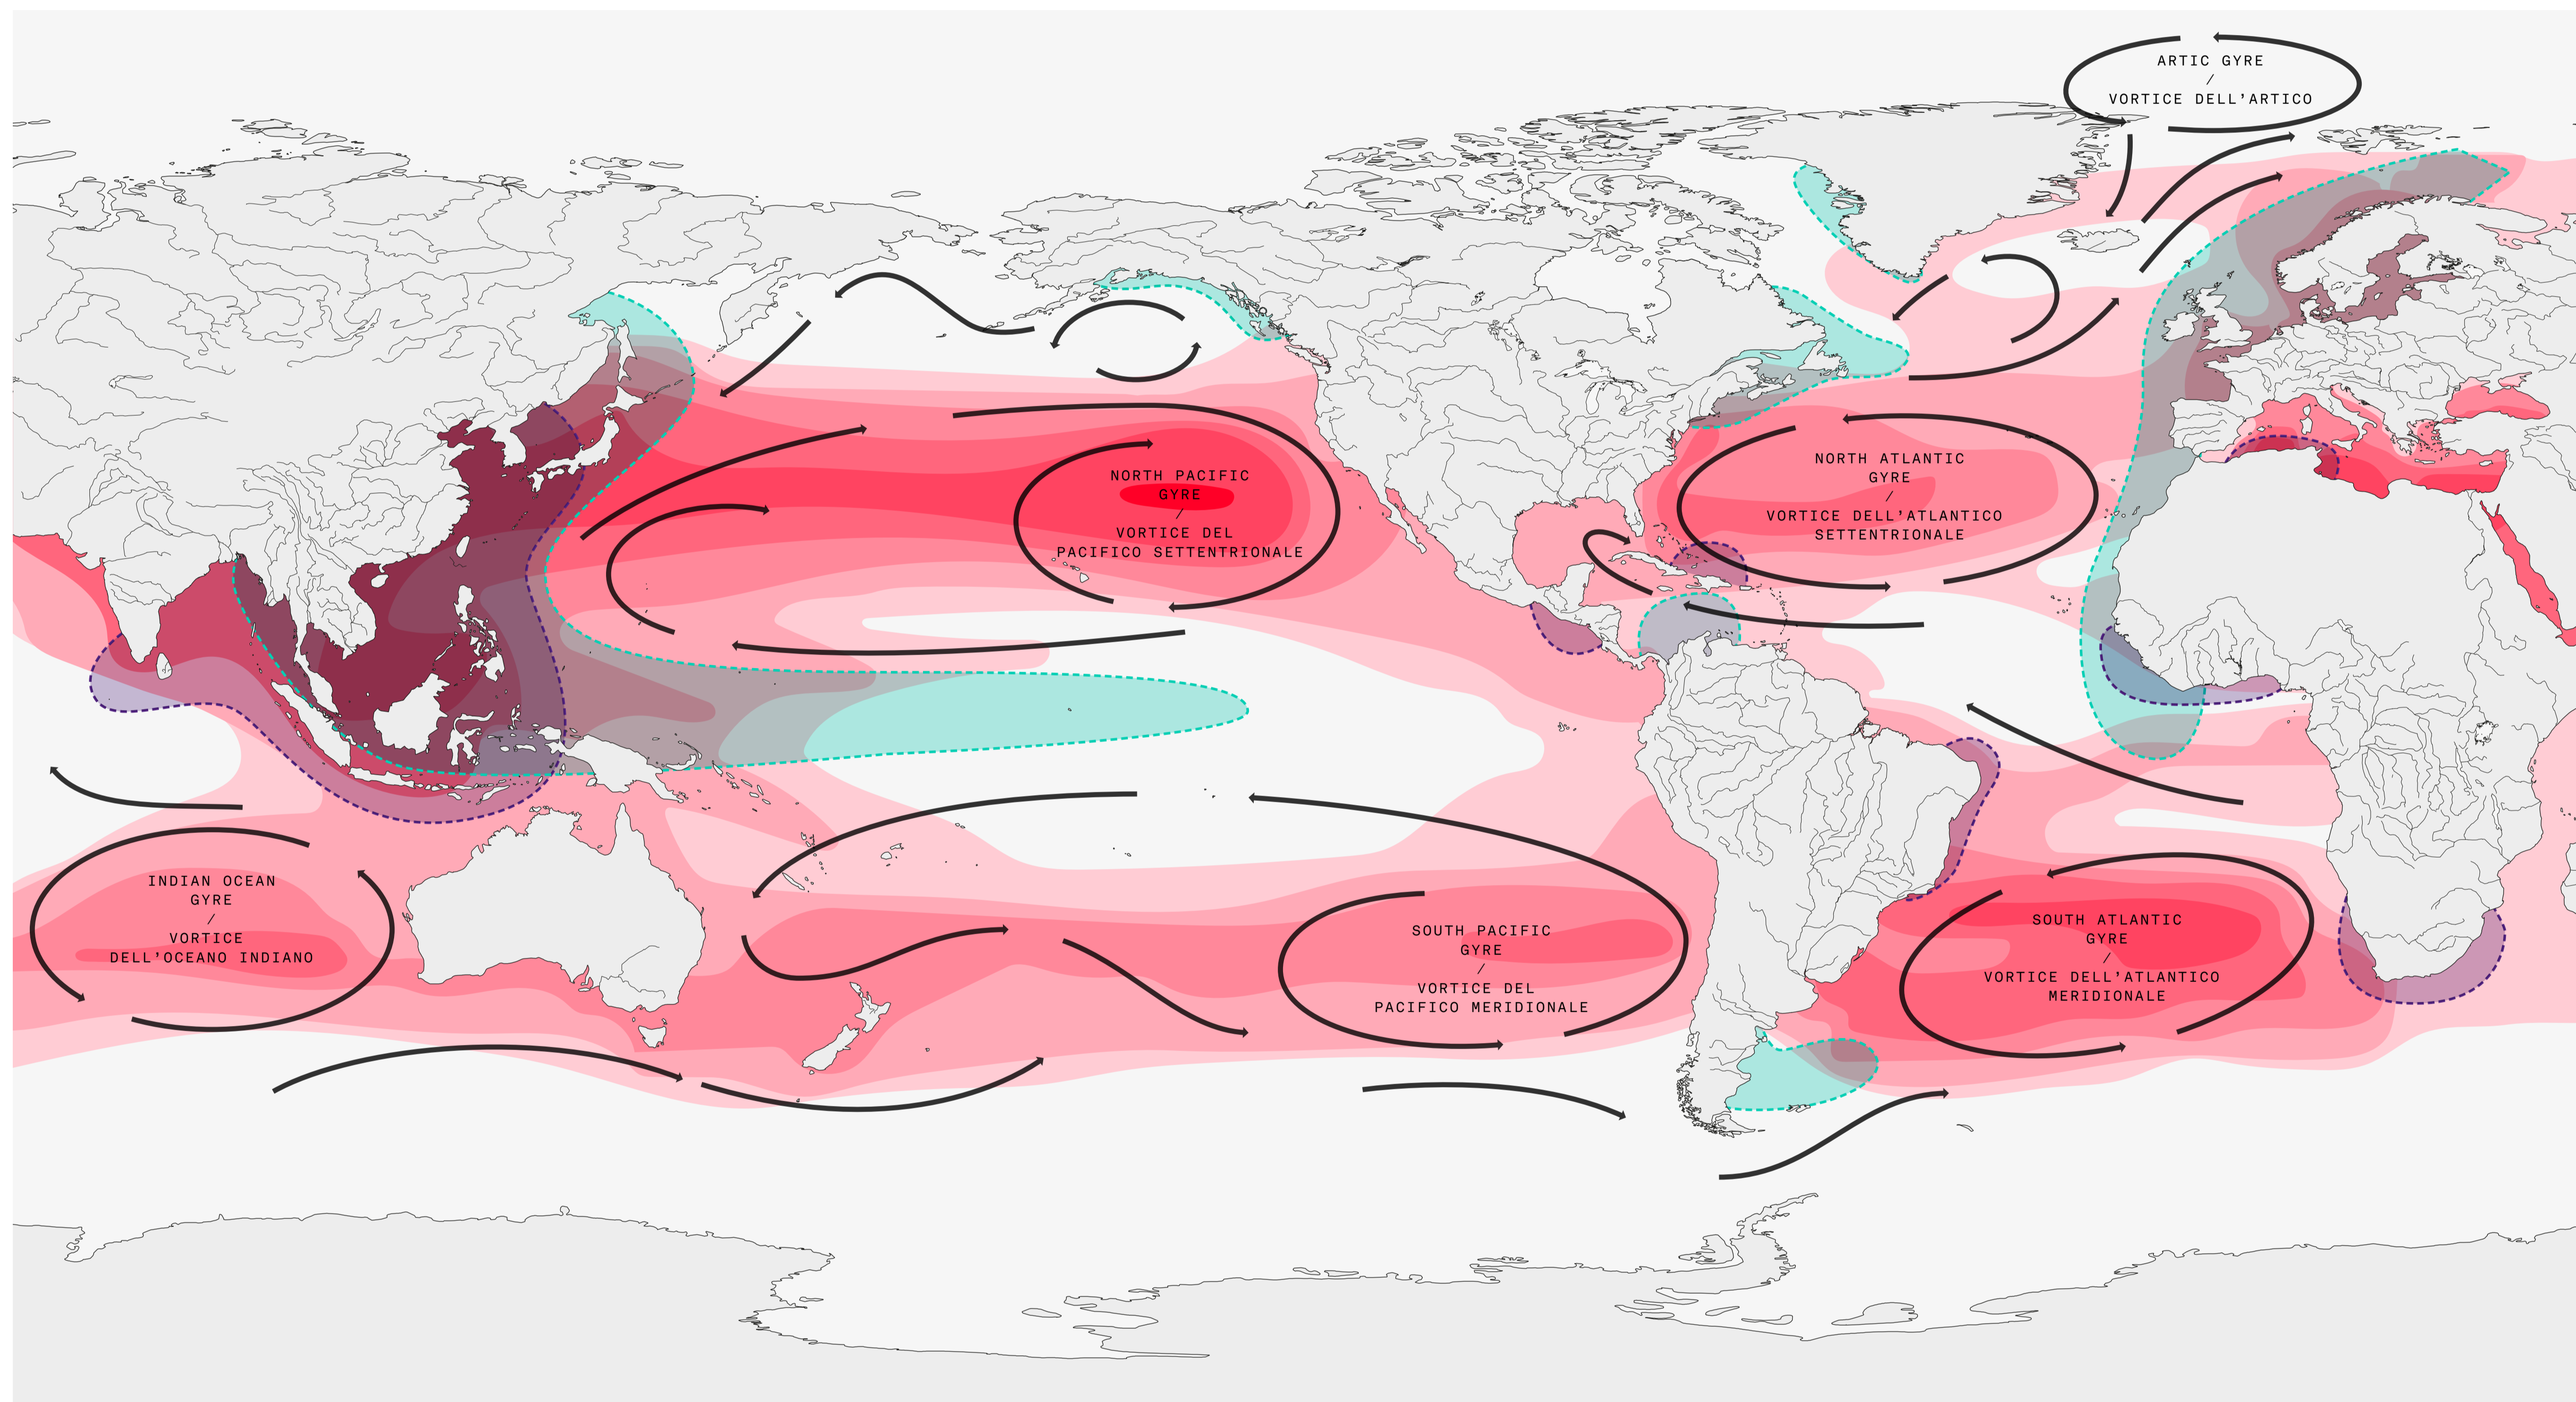 ARTIC GYRE
/
VORTICE DELL'ARTICO
NORTH PACIFIC
GYRE
/
VORTICE DEL
PACIFICO SETTENTRIONALE
NORTH ATLANTIC
GYRE
/
VORTICE DELL'ATLANTICO
SETTENTRIONALE
INDIAN OCEAN
GYRE
/
VORTICE
DELL'OCEANO INDIANO
SOUTH PACIFIC
GYRE
/
VORTICE DEL
PACIFICO MERIDIONALE
SOUTH ATLANTIC
GYRE
/
VORTICE DELL'ATLANTICO
MERIDIONALE